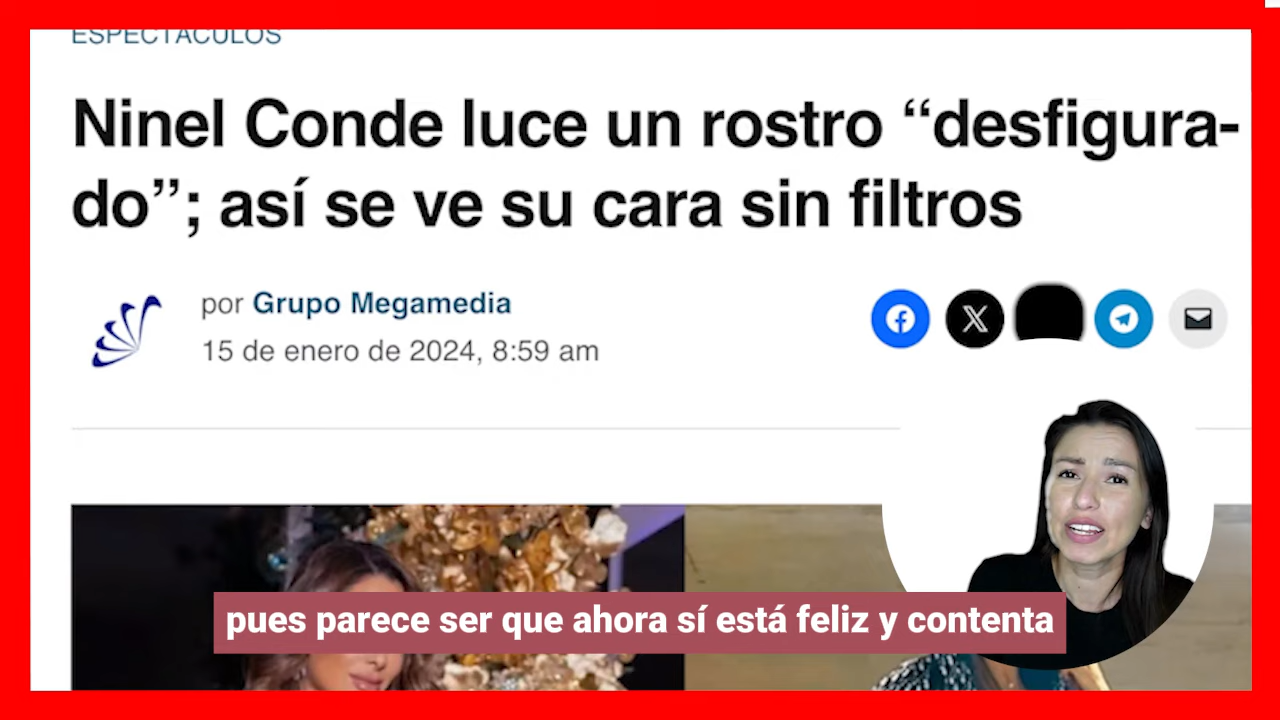 ESPECTÁCULOS
Ninel Conde luce un rostro “desfigura-
do”; así se ve su cara sin filtros
por Grupo Megamedia
15 de enero de 2024, 8:59 am
pues parece ser que ahora sí está feliz y contenta